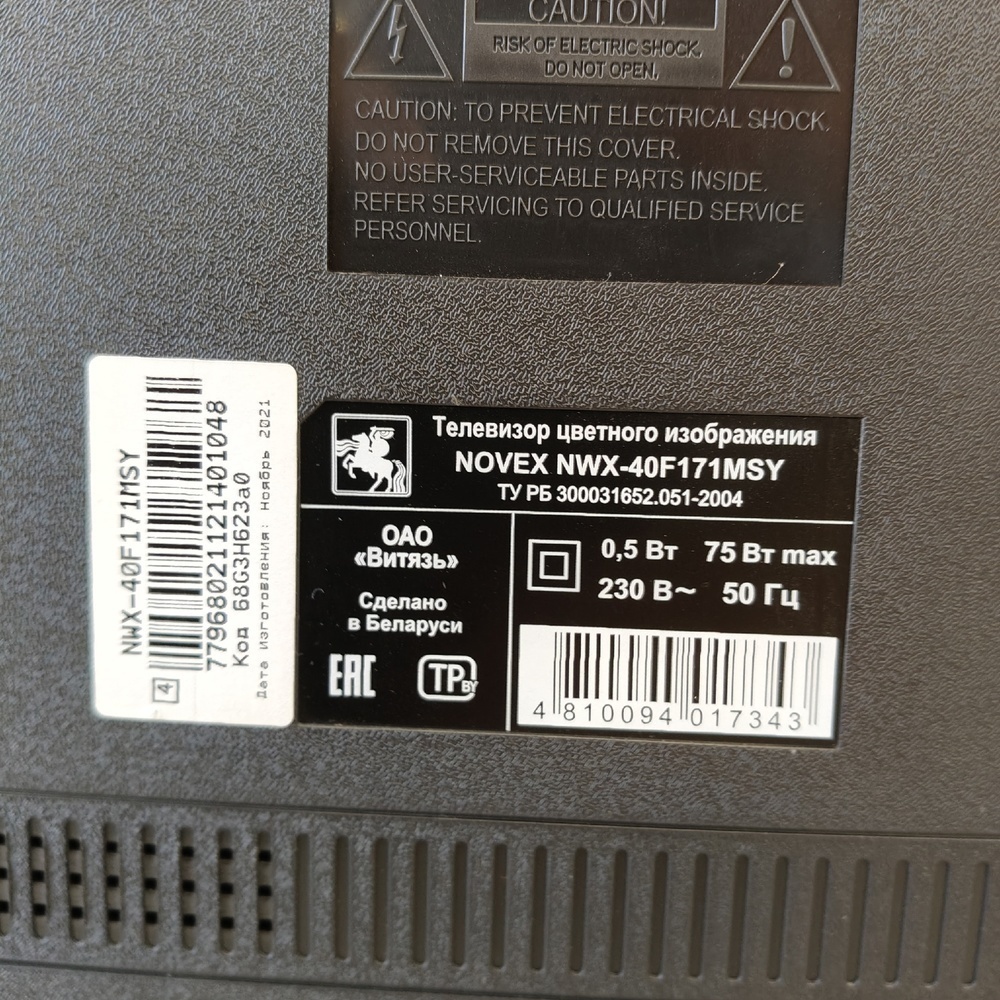 CAUTION!
RISK OF ELECTRIC SHOCK.
DO NOT OPEN.
CAUTION: TO PREVENT ELECTRICAL SHOCK,
DO NOT REMOVE THIS COVER.
NO USER-SERVICEABLE PARTS INSIDE.
REFER SERVICING TO QUALIFIED SERVICE
PERSONNEL.
NWX-40F171MSY
7796802112140101048
Код 68G3H623a0
Дата Изготовления: Ноябрь 2021
4
Телевизор цветного изображения
NOVEX NWX-40F171MSY
ТУ РБ 300031652.051-2004
ОАО
«Витязь»
Сделано
в Беларуси
EAC
TP BY
0,5 Вт 75 Вт max
230 В~ 50 Гц
4 810094 017343